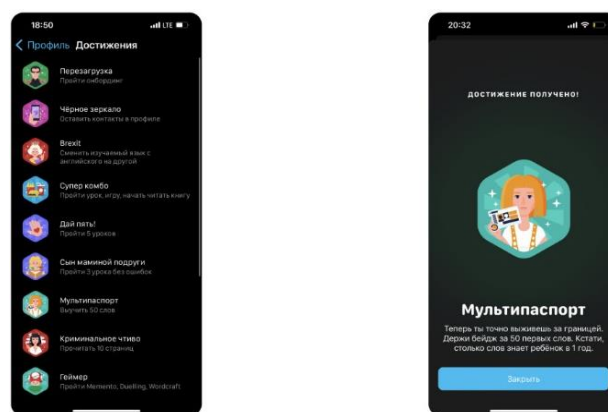 18:50
LTE
Профиль Достижения
Перезагрузка
Пройти онбординг
Чёрное зеркало
Оставить контакты в профиле
Brexit
Сменить изучаемый язык с
английского на другой
Супер комбо
Пройти урок, игру, начать читать книгу
Дай пять!
Пройти 5 уроков
Сын маминой подруги
Пройти 3 урока без ошибок
Мультипаспорт
Выучить 50 слов
Криминальное чтиво
Прочитать 10 страниц
Геймер
Пройти Memento, Duelling, Wordcraft
20:32
ДОСТИЖЕНИЕ ПОЛУЧЕНО!
Мультипаспорт
Теперь ты точно выживешь за границей.
Держи бейдж за 50 первых слов. Кстати,
столько слов знает ребёнок в 1 год.
Закрыть